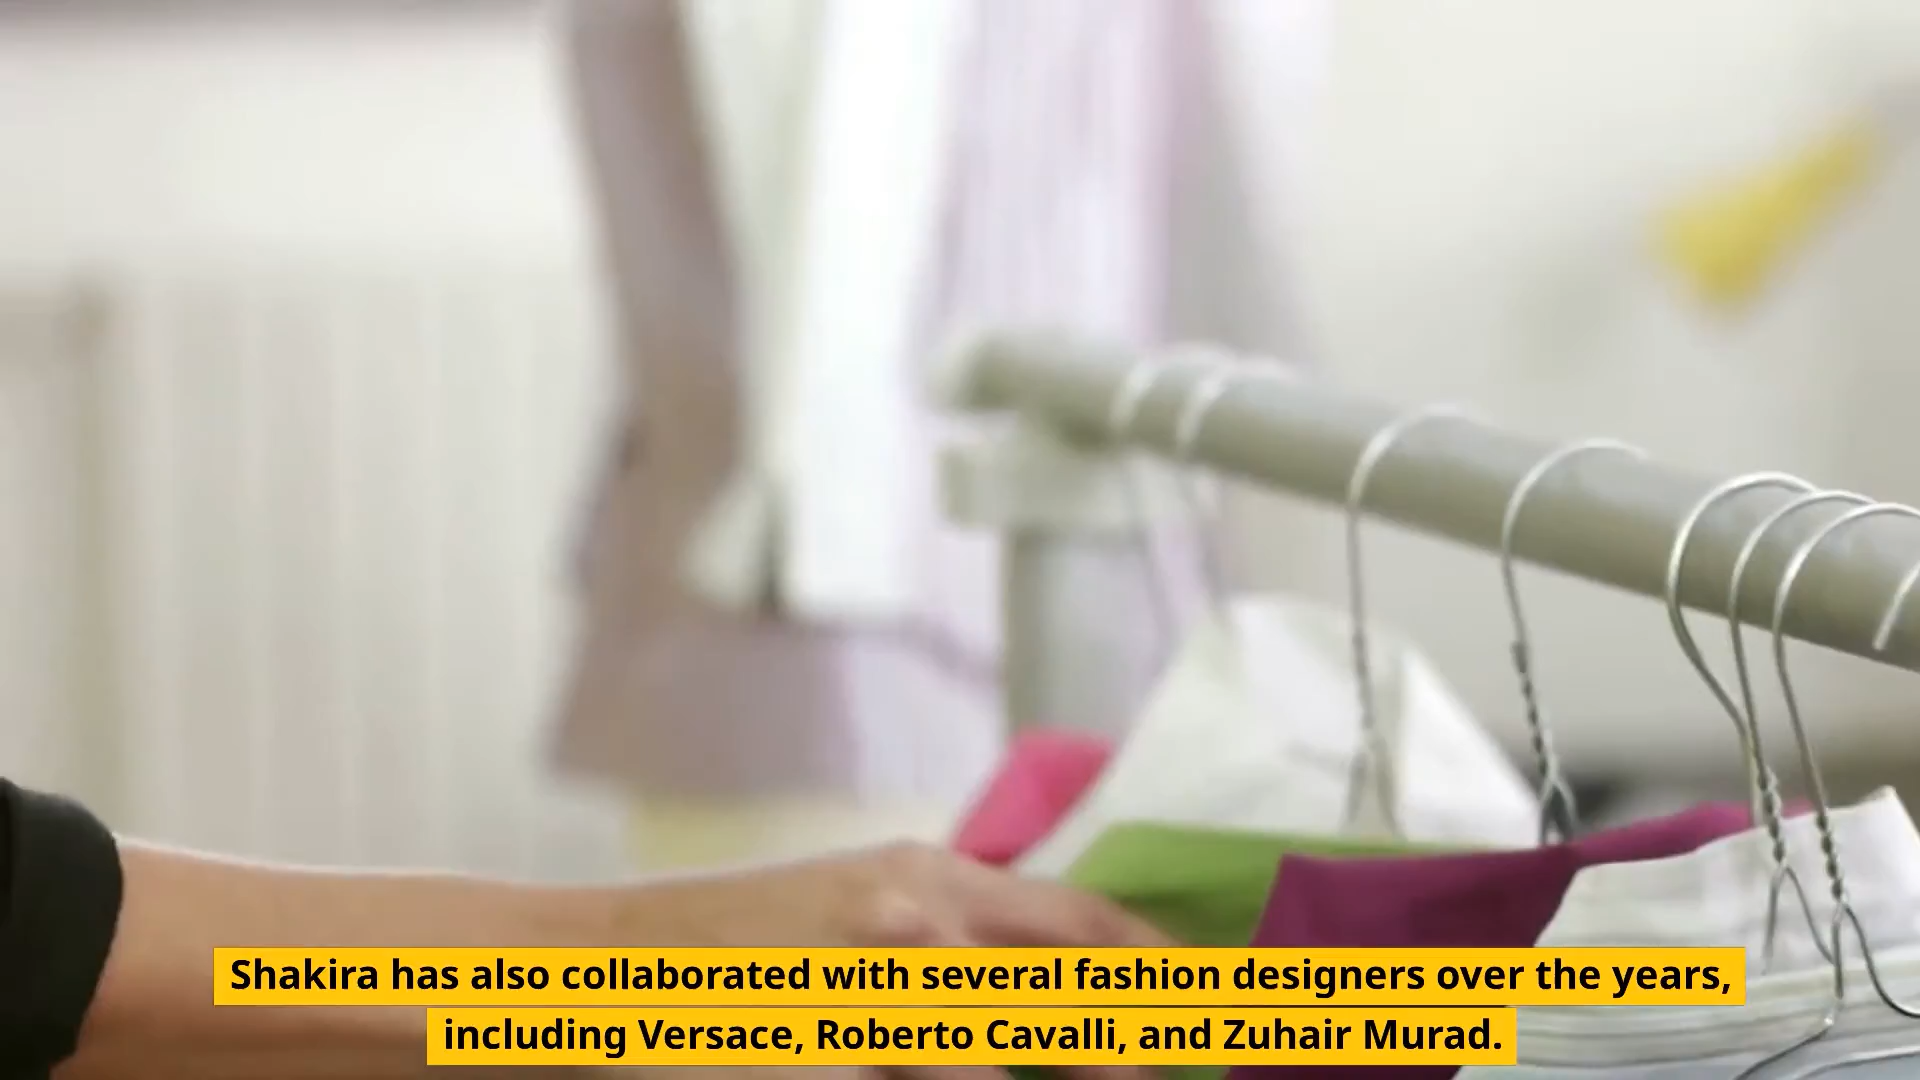 Shakira has also collaborated with several fashion designers over the years,
including Versace, Roberto Cavalli, and Zuhair Murad.